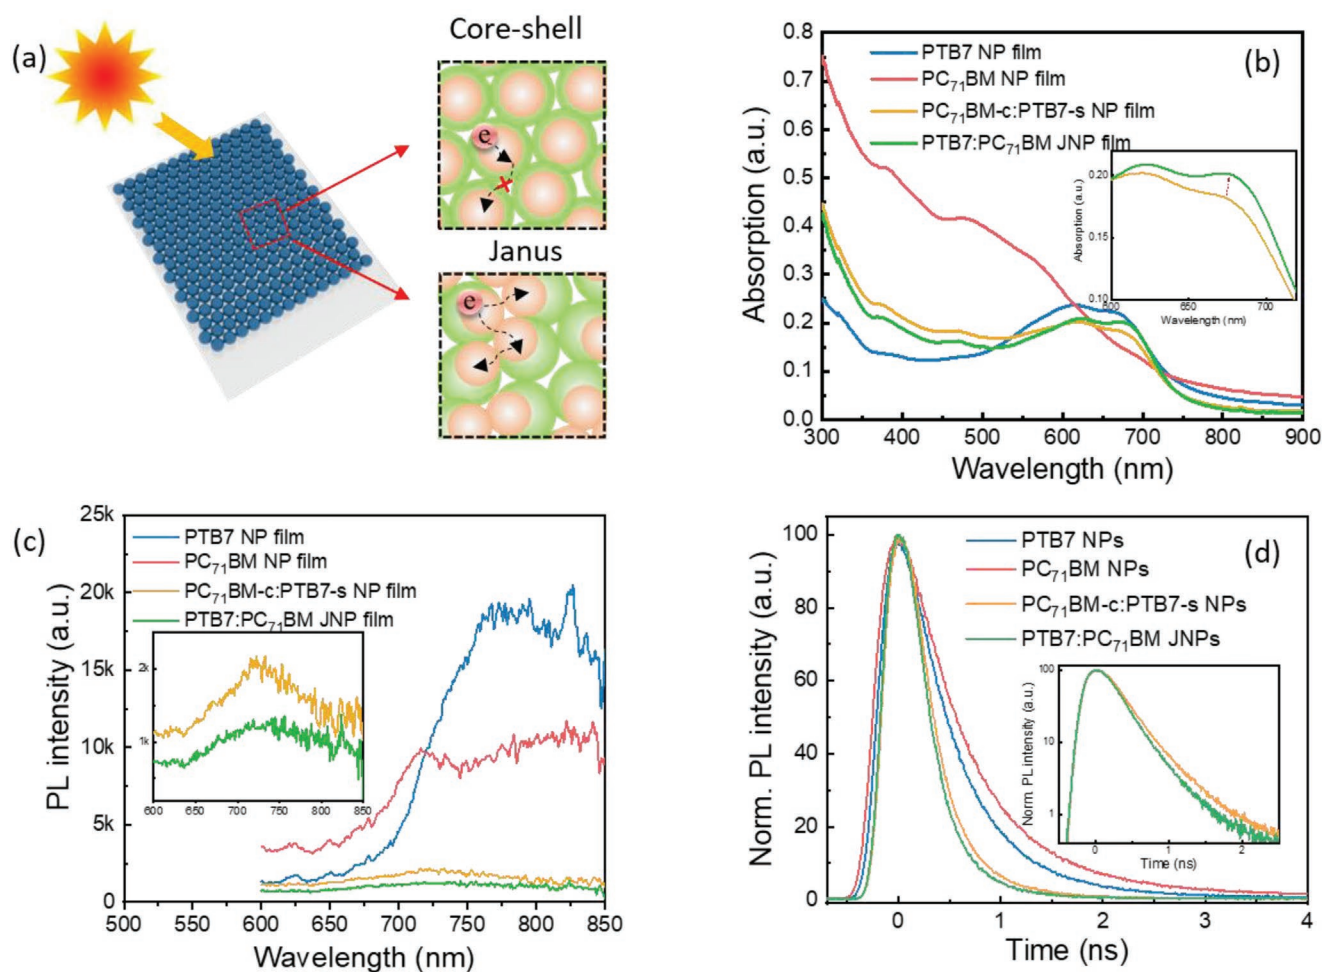 (a)
Core-shell
e
Janus
e
(b)
PTB7 NP film
PC₇₁BM NP film
PC₇₁BM-c:PTB7-s NP film
PTB7:PC₇₁BM JNP film
Absorption (a.u.)
0.8
0.7
0.6
0.5
0.4
0.3
0.2
0.1
0.0
300 400 500 600 700 800 900
Wavelength (nm)
Absorption (a.u.)
0.20
0.15
0.10
600 650 700
Wavelength (nm)
(c)
PTB7 NP film
PC₇₁BM NP film
PC₇₁BM-c:PTB7-s NP film
PTB7:PC₇₁BM JNP film
PL intensity (a.u.)
25k
20k
15k
10k
5k
0
500 550 600 650 700 750 800 850
Wavelength (nm)
2k
1k
600 650 700 750 800 850
(d)
PTB7 NPs
PC₇₁BM NPs
PC₇₁BM-c:PTB7-s NPs
PTB7:PC₇₁BM JNPs
Norm. PL intensity (a.u.)
100
80
60
40
20
0
0 1 2 3 4
Time (ns)
Norm. PL intensity (a.u.)
100
10
1
0 1 2
Time (ns)